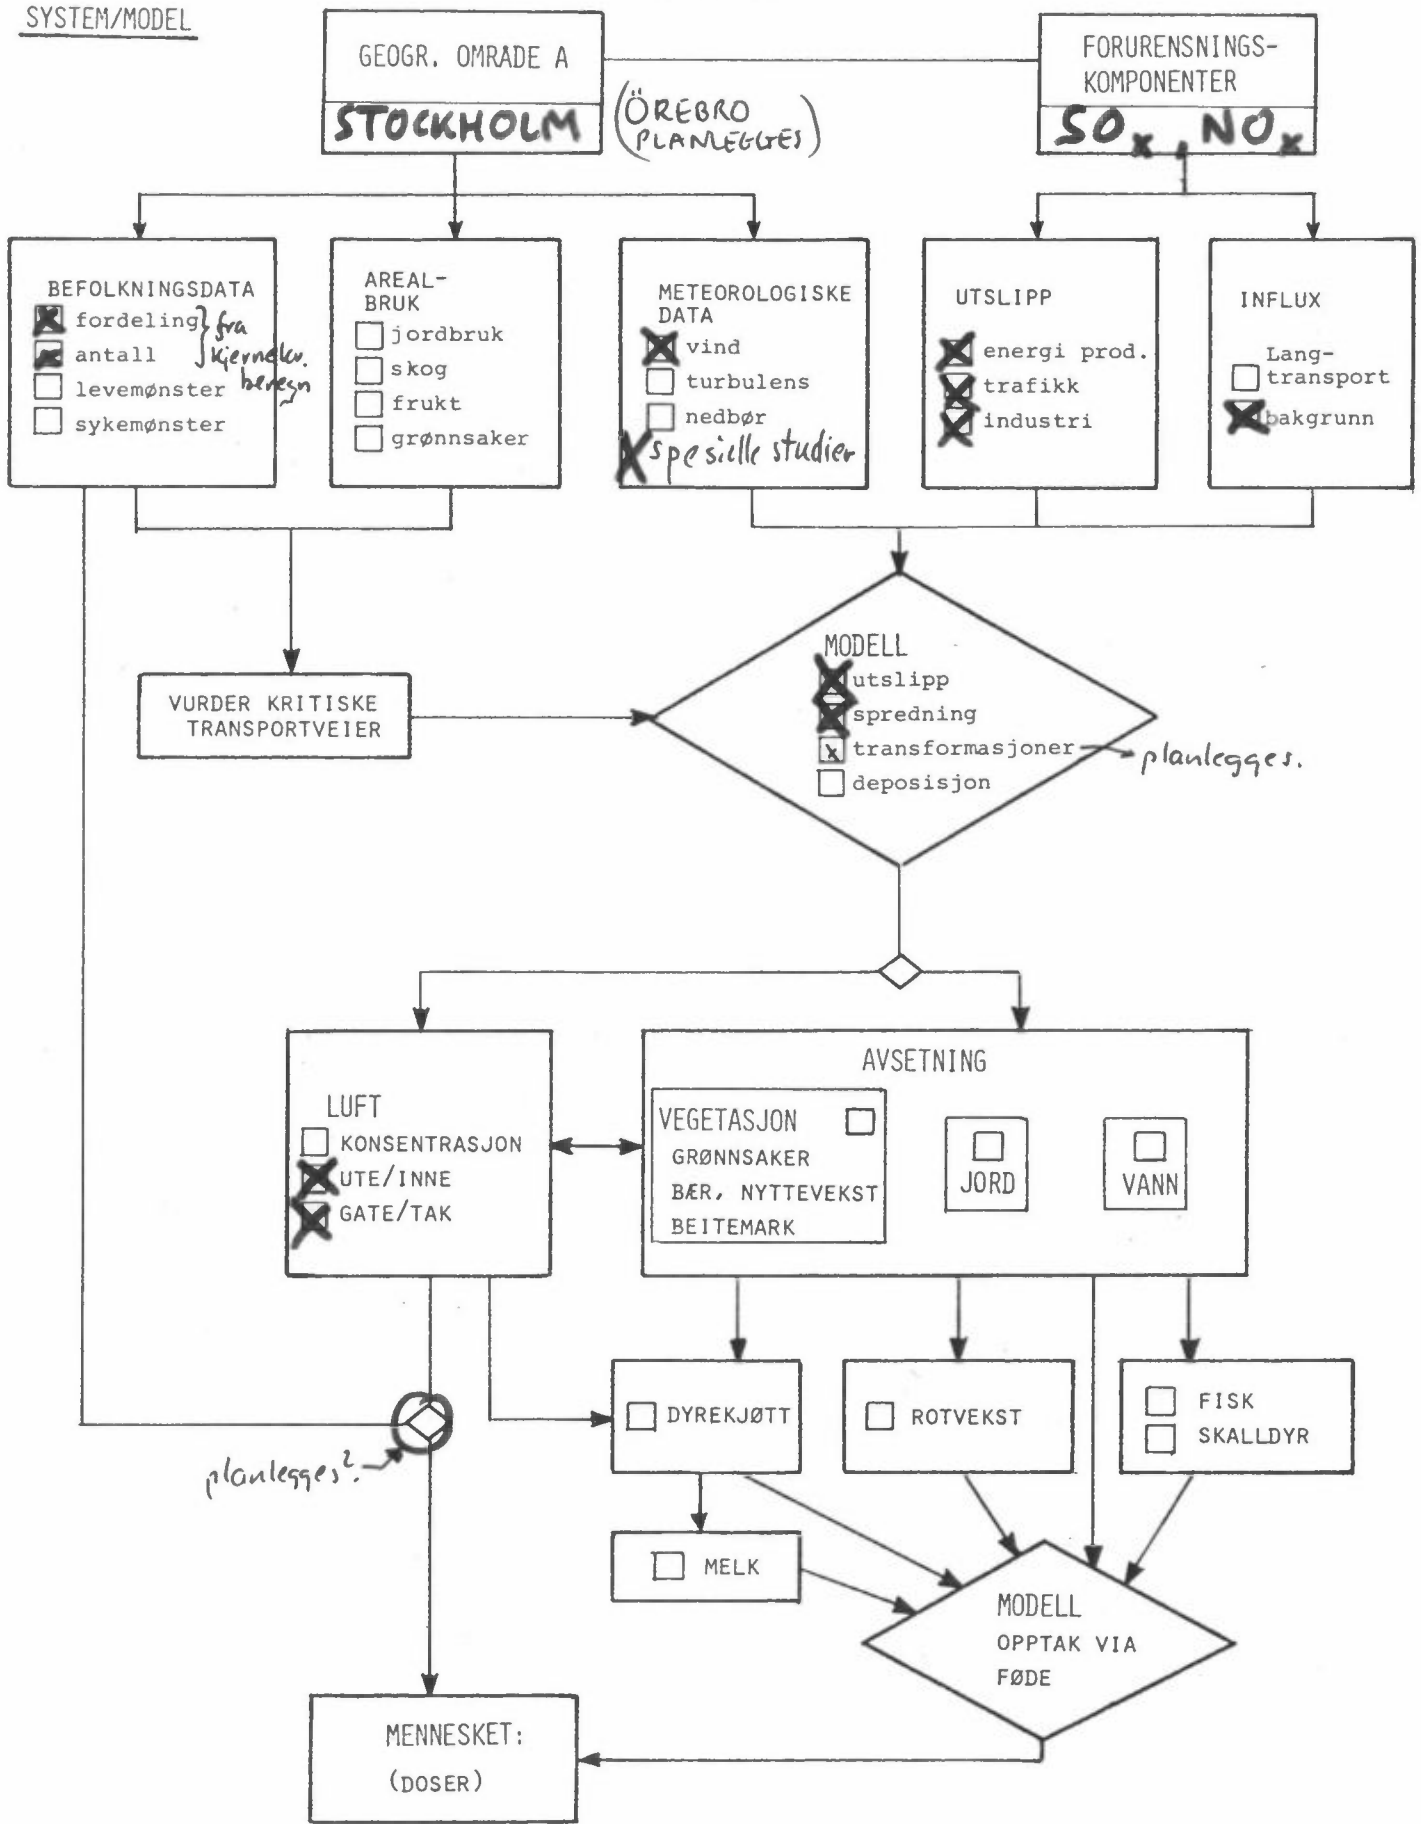 SYSTEM/MODEL
GEOGR. OMRADE A
STOCKHOLM
(ÖREBRO
PLANLEGGES)
FORURENSNINGS-
KOMPONENTER
SOx, NOx
BEFOLKNINGSDATA
fordeling } fra
antall kjernekr.
levemønster beregn
sykemønster
AREAL-
BRUK
jordbruk
skog
frukt
grønnsaker
METEOROLOGISKE
DATA
vind
turbulens
nedbør
spesielle studier
UTSLIPP
energi prod.
trafikk
industri
INFLUX
Lang-
transport
bakgrunn
VURDER KRITISKE
TRANSPORTVEIER
MODELL
utslipp
spredning
transformasjoner
planlegges.
deposisjon
LUFT
KONSENTRASJON
UTE/INNE
GATE/TAK
AVSETNING
VEGETASJON
GRØNNSAKER
BÆR, NYTTEVEKST
BEITEMARK
JORD
VANN
planlegges?
DYREKJØTT
ROTVEKST
FISK
SKALLDYR
MELK
MODELL
OPPTAK VIA
FØDE
MENNESKET:
(DOSER)